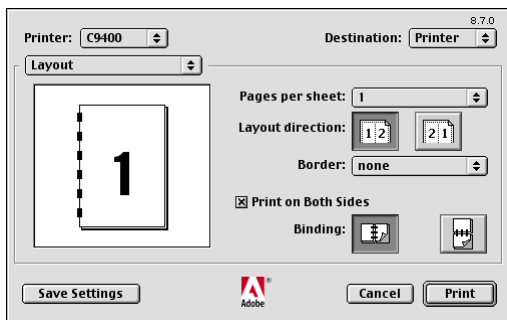 8.7.0
Printer: C9400 Destination: Printer
Layout
Pages per sheet: 1
1
Layout direction: 1 2 2 1
Border: none
Print on Both Sides
Binding:
Save Settings Adobe ® Cancel Print